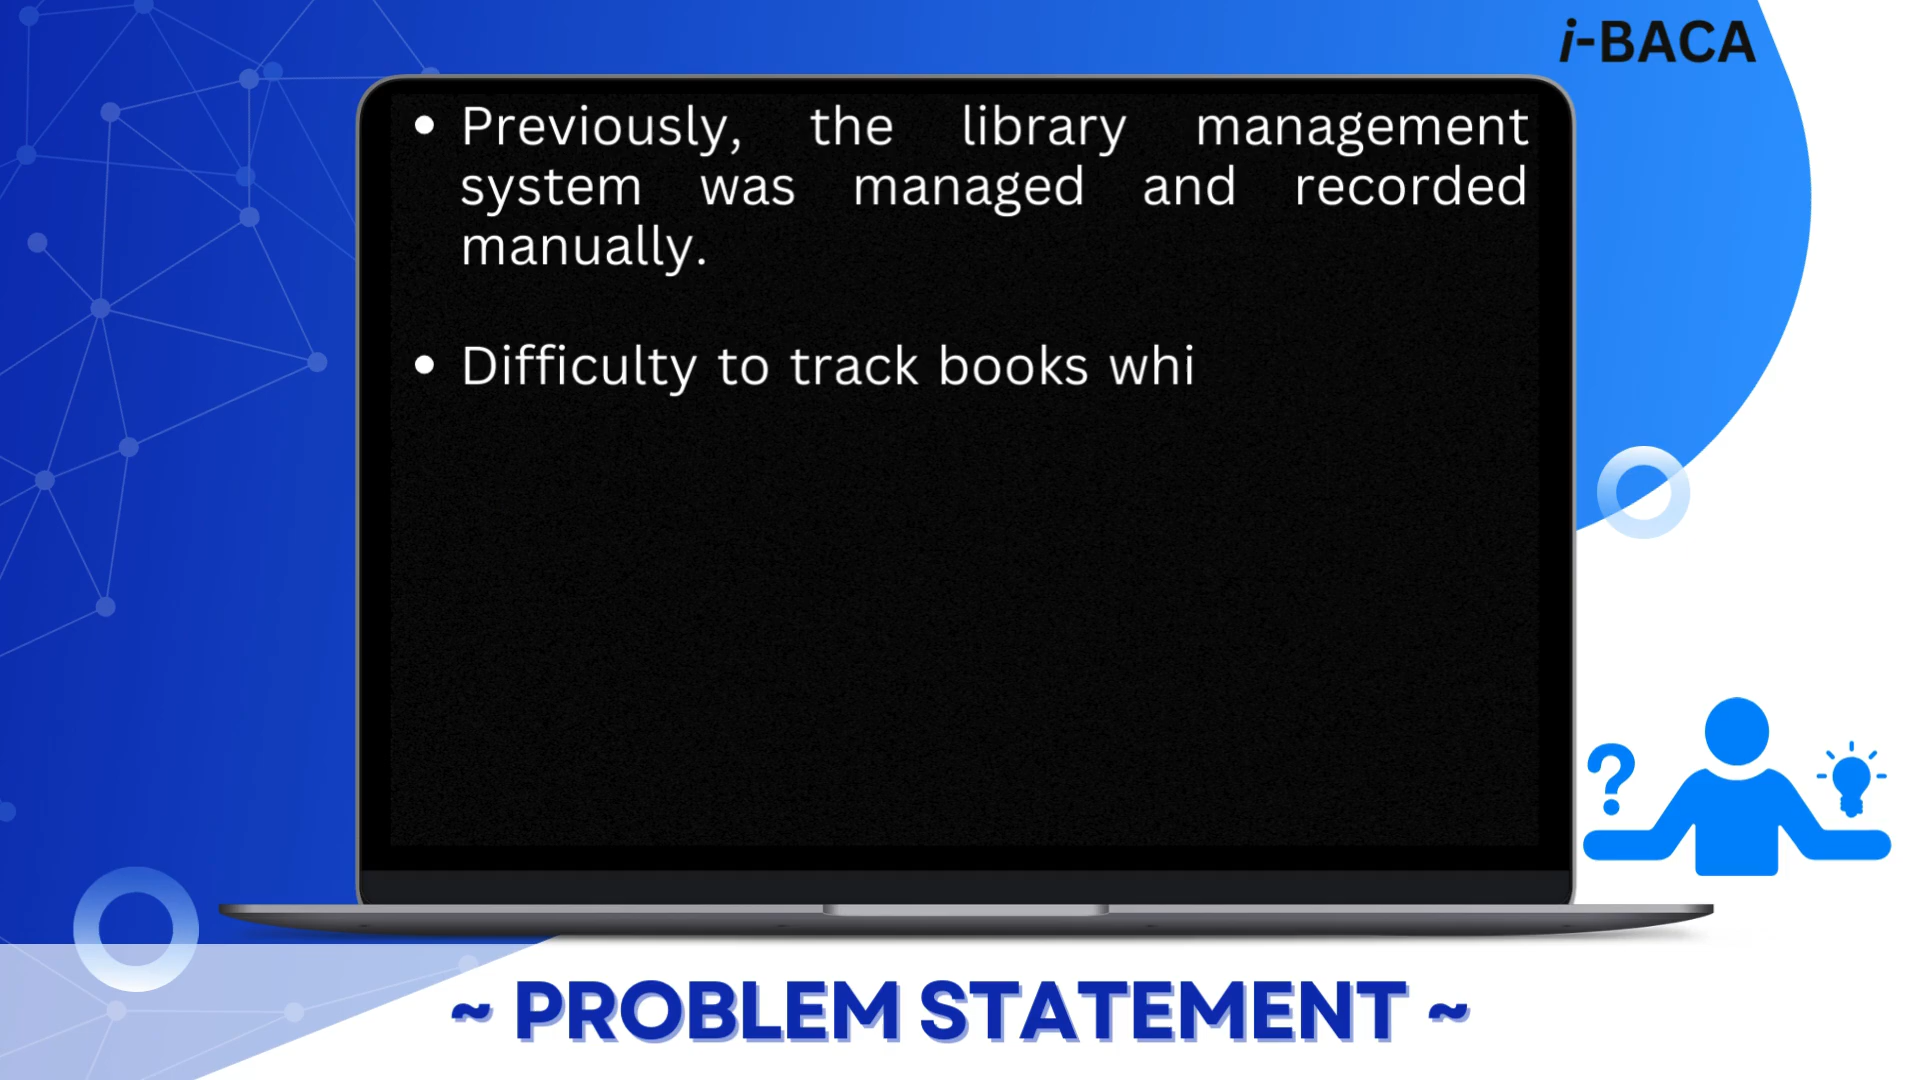 i-BACA
• Previously, the library management
system was managed and recorded
manually.
• Difficulty to track books whi
?
~ PROBLEM STATEMENT ~